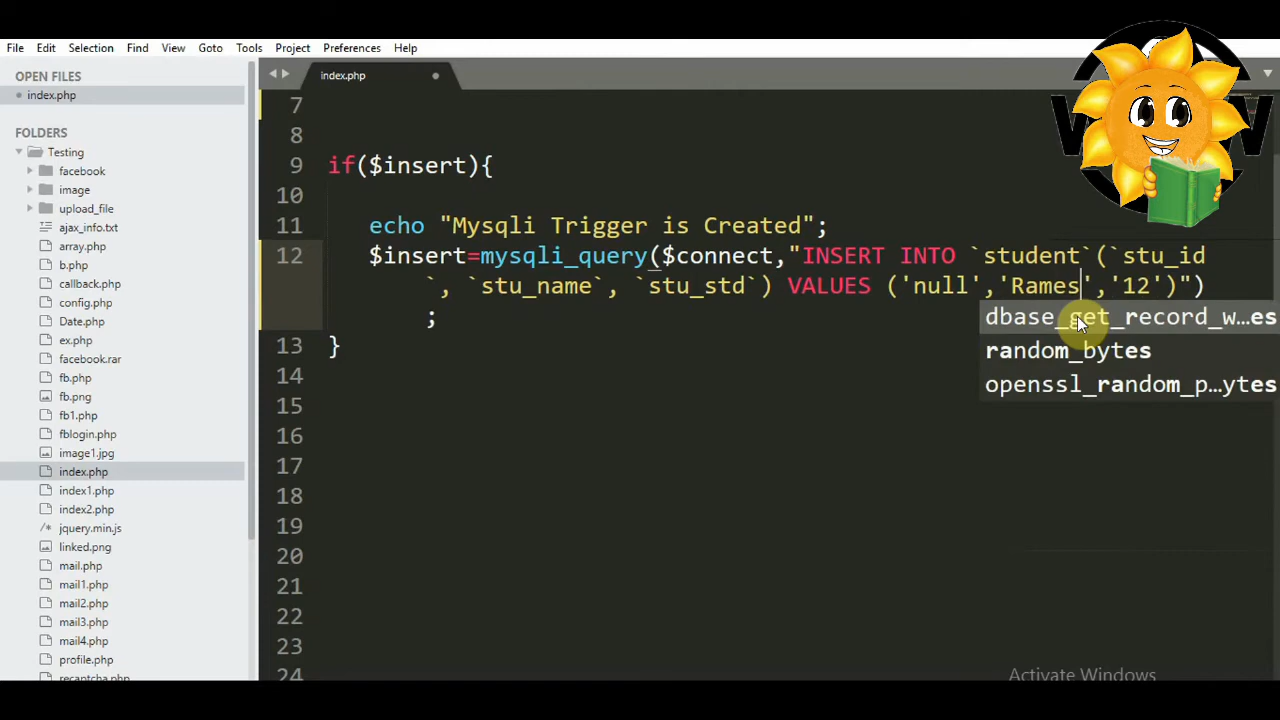 File Edit Selection Find View Goto Tools Project Preferences Help
OPEN FILES
index.php
FOLDERS
Testing
facebook
image
upload_file
ajax_info.txt
array.php
b.php
callback.php
config.php
Date.php
ex.php
facebook.rar
fb.php
fb.png
fb1.php
fblogin.php
image1.jpg
index.php
index1.php
index2.php
/* jquery.min.js
linked.png
mail.php
mail1.php
mail2.php
mail3.php
mail4.php
profile.php
recaptcha.php
index.php
7
8
9 if($insert){
10
11 echo "Mysqli Trigger is Created";
12 $insert=mysqli_query($connect,"INSERT INTO `student`(`stu_id
`, `stu_name`, `stu_std`) VALUES ('null','Rames','12')")
;
13 }
14
15
16
17
18
19
20
21
22
23
24
dbase_get_record_w…es
random_bytes
openssl_random_p…ytes
Activate Windows